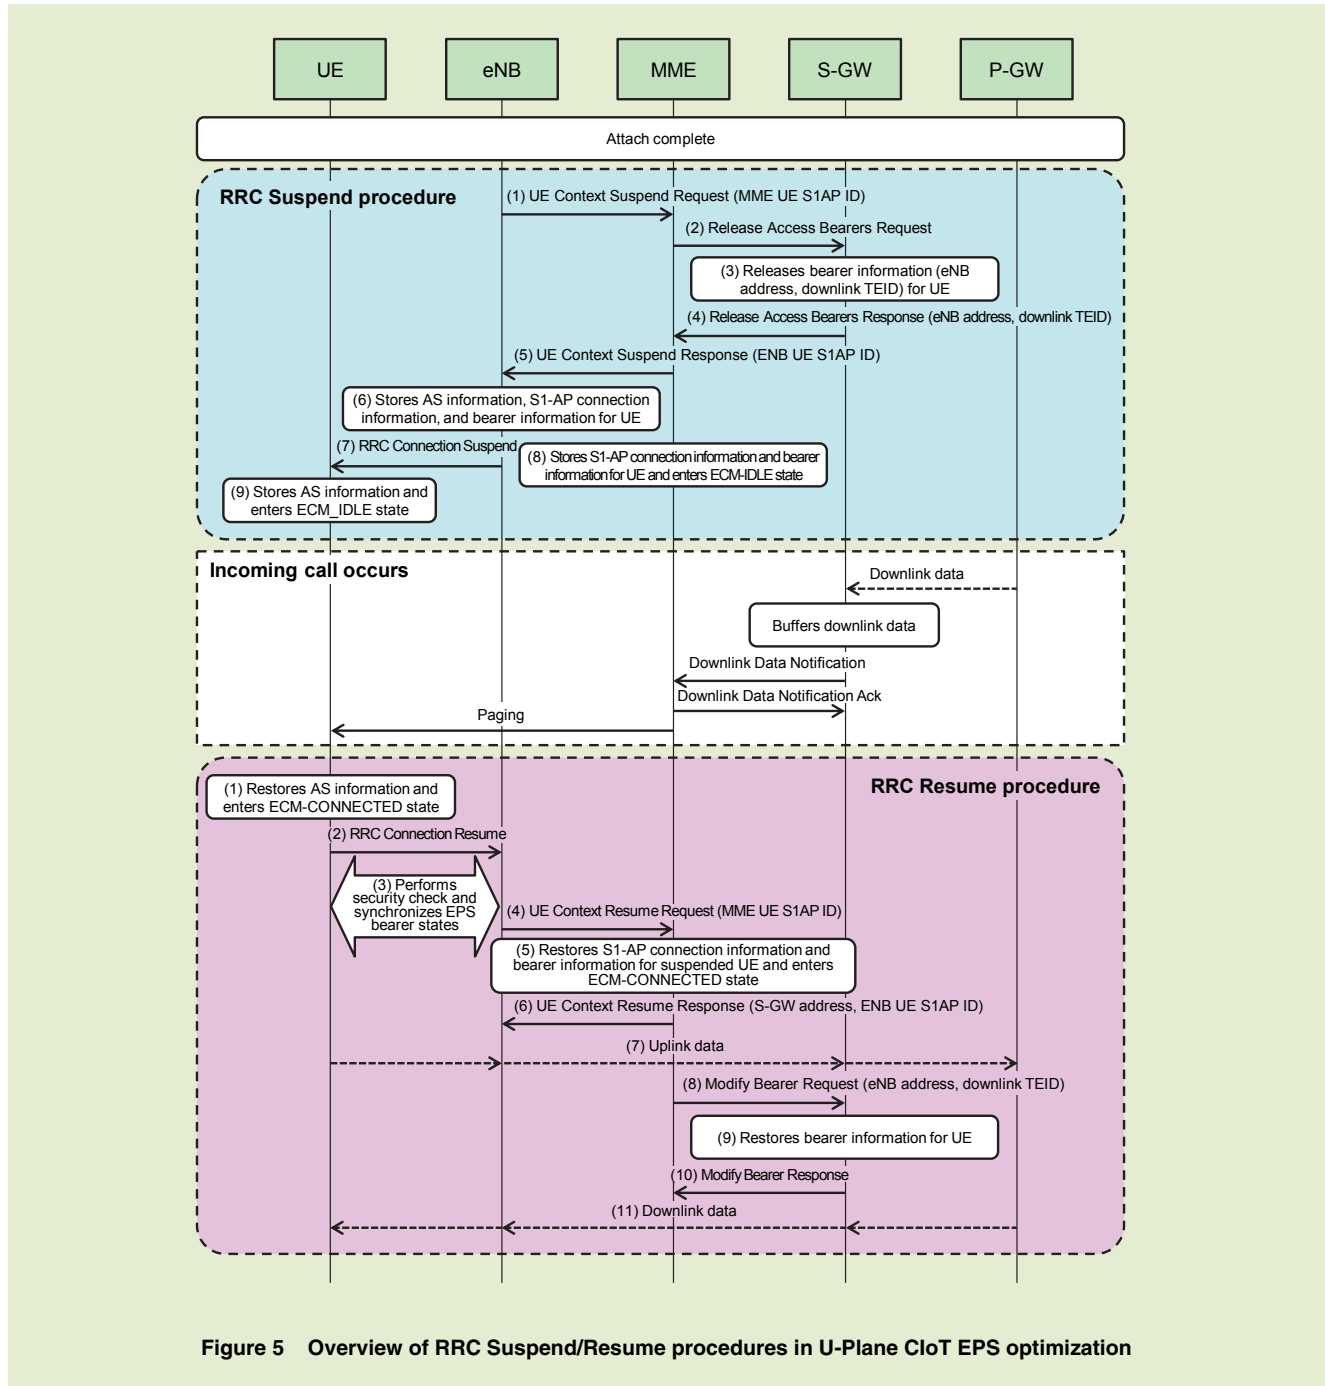 UE
eNB
MME
S-GW
P-GW
Attach complete
RRC Suspend procedure
(1) UE Context Suspend Request (MME UE S1AP ID)
(2) Release Access Bearers Request
(3) Releases bearer information (eNB
address, downlink TEID) for UE
(4) Release Access Bearers Response (eNB address, downlink TEID)
(5) UE Context Suspend Response (ENB UE S1AP ID)
(6) Stores AS information, S1-AP connection
information, and bearer information for UE
(7) RRC Connection Suspend
(8) Stores S1-AP connection information and bearer
information for UE and enters ECM-IDLE state
(9) Stores AS information and
enters ECM_IDLE state
Incoming call occurs
Downlink data
Buffers downlink data
Downlink Data Notification
Downlink Data Notification Ack
Paging
RRC Resume procedure
(1) Restores AS information and
enters ECM-CONNECTED state
(2) RRC Connection Resume
(3) Performs
security check and
synchronizes EPS
bearer states
(4) UE Context Resume Request (MME UE S1AP ID)
(5) Restores S1-AP connection information and
bearer information for suspended UE and enters
ECM-CONNECTED state
(6) UE Context Resume Response (S-GW address, ENB UE S1AP ID)
(7) Uplink data
(8) Modify Bearer Request (eNB address, downlink TEID)
(9) Restores bearer information for UE
(10) Modify Bearer Response
(11) Downlink data
Figure 5 Overview of RRC Suspend/Resume procedures in U-Plane CIoT EPS optimization